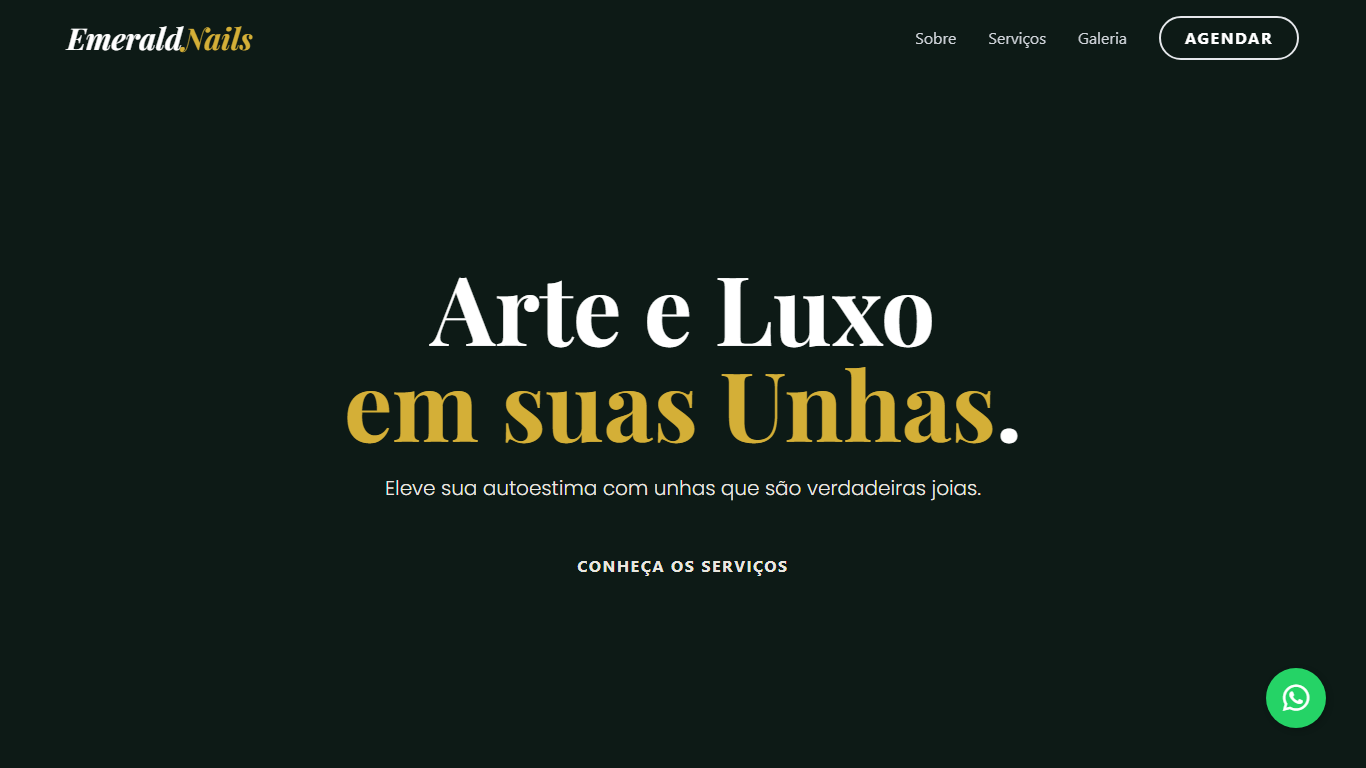 EmeraldNails
Sobre
Serviços
Galeria
AGENDAR
Arte e Luxo
em suas Unhas.
Eleve sua autoestima com unhas que são verdadeiras joias.
CONHEÇA OS SERVIÇOS